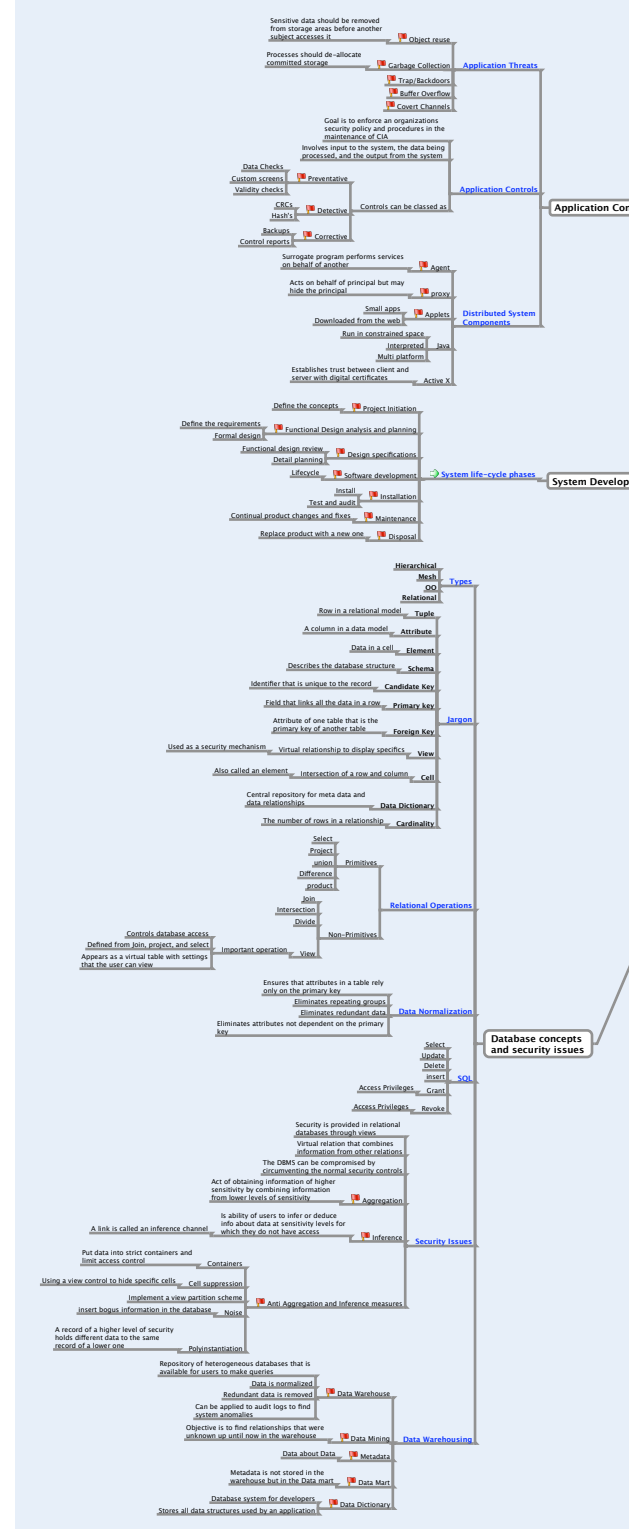 Sensitive data should be removed
from storage areas before another
subject accesses it
Object reuse
Processes should de-allocate
committed storage
Garbage Collection
Trap/Backdoors
Buffer Overflow
Covert Channels
Application Threats
Goal is to enforce an organizations
security policy and procedures in the
maintenance of CIA
Involves input to the system, the data being
processed, and the output from the system
Data Checks
Custom screens
Validity checks
Preventative
CRCs
Hash's
Detective
Backups
Control reports
Corrective
Controls can be classed as
Application Controls
Surrogate program performs services
on behalf of another
Agent
Acts on behalf of principal but may
hide the principal
proxy
Small apps
Downloaded from the web
Applets
Run in constrained space
Interpreted
Multi platform
Java
Establishes trust between client and
server with digital certificates
Active X
Distributed System
Components
Application Con
Define the concepts
Project Initiation
Define the requirements
Formal design
Functional Design analysis and planning
Functional design review
Detail planning
Design specifications
Lifecycle
Software development
Install
Test and audit
Installation
Continual product changes and fixes
Maintenance
Replace product with a new one
Disposal
System life-cycle phases
System Develop
Hierarchical
Mesh
OO
Relational
Types
Row in a relational model
Tuple
A column in a data model
Attribute
Data in a cell
Element
Describes the database structure
Schema
Identifier that is unique to the record
Candidate Key
Field that links all the data in a row
Primary key
Attribute of one table that is the
primary key of another table
Foreign Key
Used as a security mechanism
Virtual relationship to display specifics
View
Also called an element
Intersection of a row and column
Cell
Central repository for meta data and
data relationships
Data Dictionary
The number of rows in a relationship
Cardinality
Jargon
Select
Project
union
Difference
product
Primitives
Join
Intersection
Divide
Controls database access
Defined from Join, project, and select
Appears as a virtual table with settings
that the user can view
Important operation
View
Non-Primitives
Relational Operations
Ensures that attributes in a table rely
only on the primary key
Eliminates repeating groups
Eliminates redundant data
Eliminates attributes not dependent on the primary
key
Data Normalization
Select
Update
Delete
insert
Access Privileges
Grant
Access Privileges
Revoke
SQL
Database concepts
and security issues
Security is provided in relational
databases through views
Virtual relation that combines
information from other relations
The DBMS can be compromised by
circumventing the normal security controls
Act of obtaining information of higher
sensitivity by combining information
from lower levels of sensitivity
Aggregation
A link is called an inference channel
Is ability of users to infer or deduce
info about data at sensitivity levels for
which they do not have access
Inference
Put data into strict containers and
limit access control
Containers
Using a view control to hide specific cells
Cell suppression
Implement a view partition scheme
insert bogus information in the database
Noise
A record of a higher level of security
holds different data to the same
record of a lower one
Polyinstantiation
Anti Aggregation and Inference measures
Security Issues
Repository of heterogeneous databases that is
available for users to make queries
Data is normalized
Redundant data is removed
Can be applied to audit logs to find
system anomalies
Data Warehouse
Objective is to find relationships that were
unknown up until now in the warehouse
Data Mining
Data about Data
Metadata
Metadata is not stored in the
warehouse but in the Data mart
Data Mart
Database system for developers
Stores all data structures used by an application
Data Dictionary
Data Warehousing